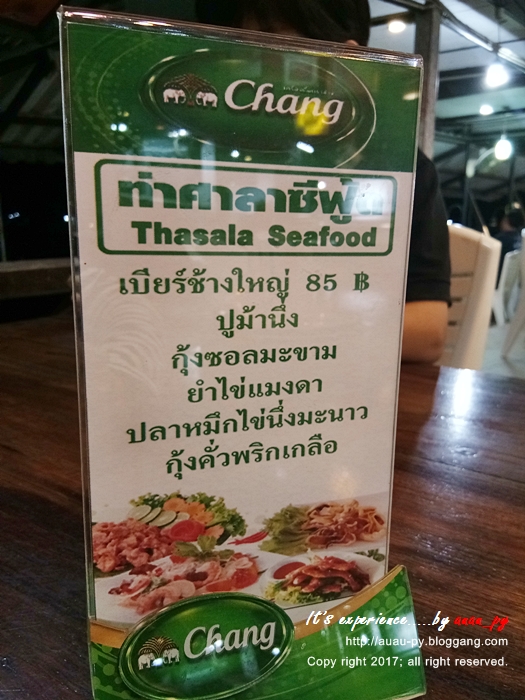 Chang
ท่าศาลาซีฟู้ด
Thasala Seafood
เบียร์ช้างใหญ่ 85 ฿
ปูม้านึ่ง
กุ้งซอสมะขาม
ยำไข่แมงดา
ปลาหมึกไข่นึ่งมะนาว
กุ้งคั่วพริกเกลือ
Chang
It's experience.....by auau_py
http://auau-py.bloggang.com
Copy right 2017; all right reserved.